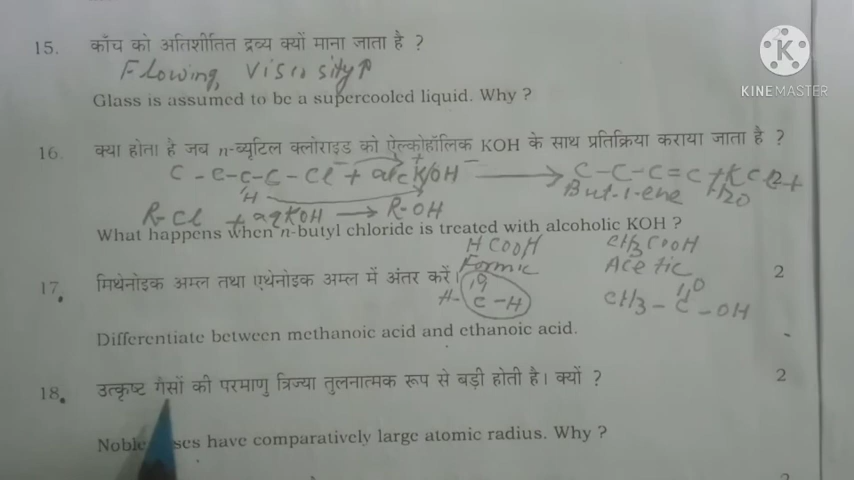 15. काँच को अतिशीतित द्रव्य क्यों माना जाता है ?
Flowing, Viscosity↑
Glass is assumed to be a supercooled liquid. Why ?
16. क्या होता है जब n-ब्यूटिल क्लोराइड को ऐल्कोहॉलिक KOH के साथ प्रतिक्रिया कराया जाता है ?
C - C - C - C - Cl + alc KOH → C - C - C = C + KCl + H2O
H
But-1-ene
2
R-Cl + aq KOH → R-OH
What happens when n-butyl chloride is treated with alcoholic KOH ?
HCOOH CH3COOH
Formic Acetic
17. मिथेनोइक अम्ल तथा एथेनोइक अम्ल में अंतर करें। 2
H - C - H CH3 - C - OH
O
Differentiate between methanoic acid and ethanoic acid.
18. उत्कृष्ट गैसों की परमाणु त्रिज्या तुलनात्मक रूप से बड़ी होती है। क्यों ? 2
Noble ses have comparatively large atomic radius. Why ?
KINEMASTER